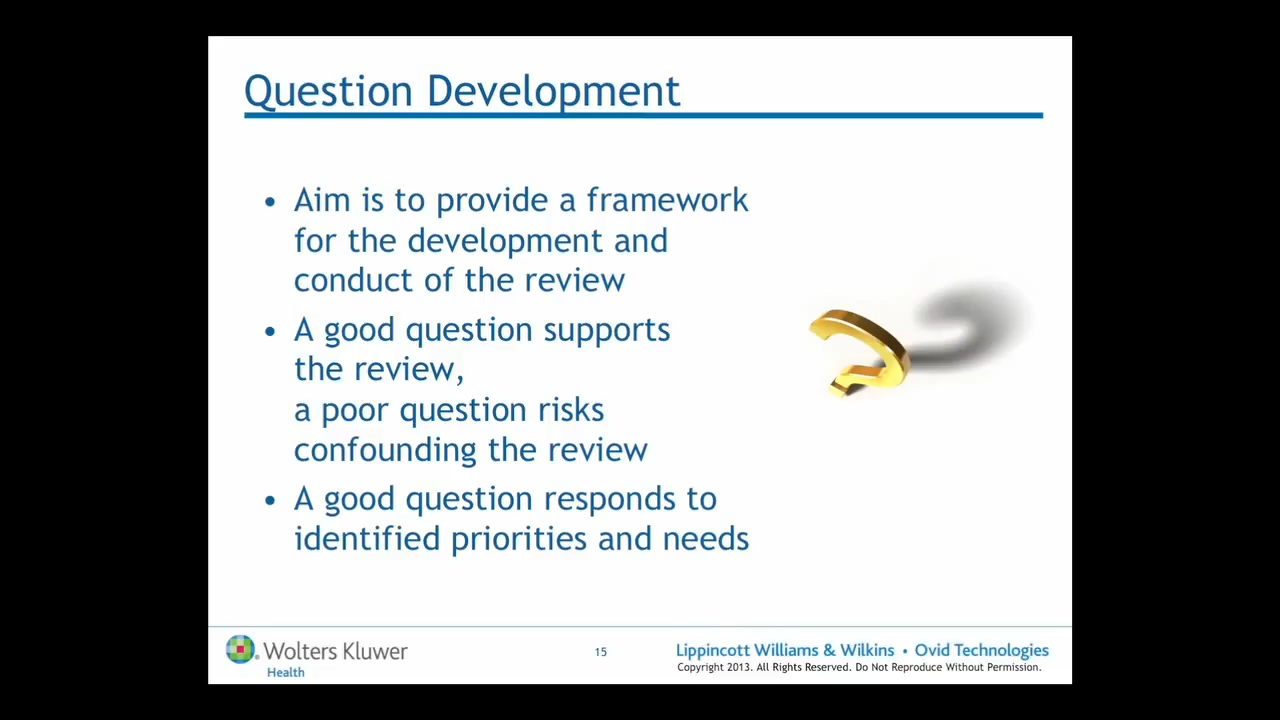 Question Development
• Aim is to provide a framework
for the development and
conduct of the review
• A good question supports
the review,
a poor question risks
confounding the review
• A good question responds to
identified priorities and needs
Wolters Kluwer
Health
15
Lippincott Williams & Wilkins • Ovid Technologies
Copyright 2013. All Rights Reserved. Do Not Reproduce Without Permission.